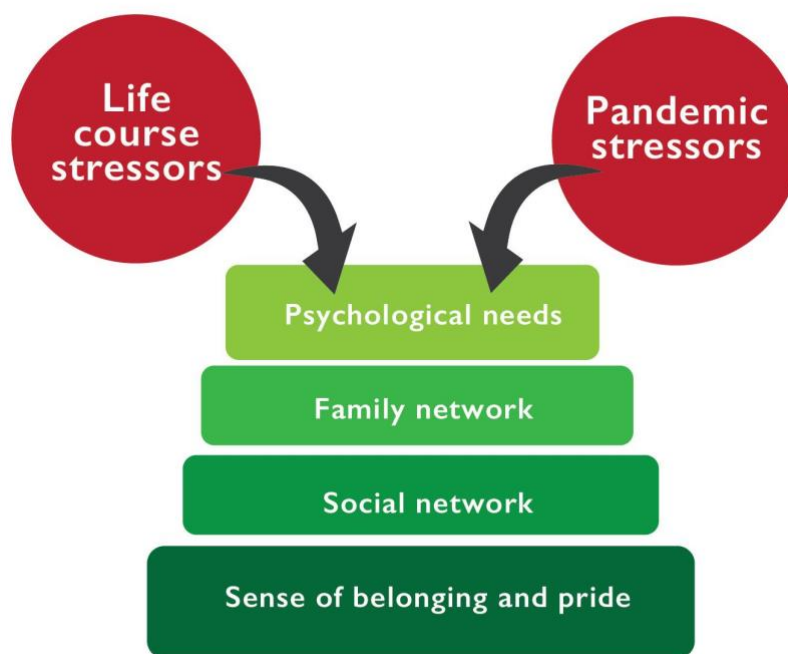 Life
course
stressors
Pandemic
stressors
Psychological needs
Family network
Social network
Sense of belonging and pride